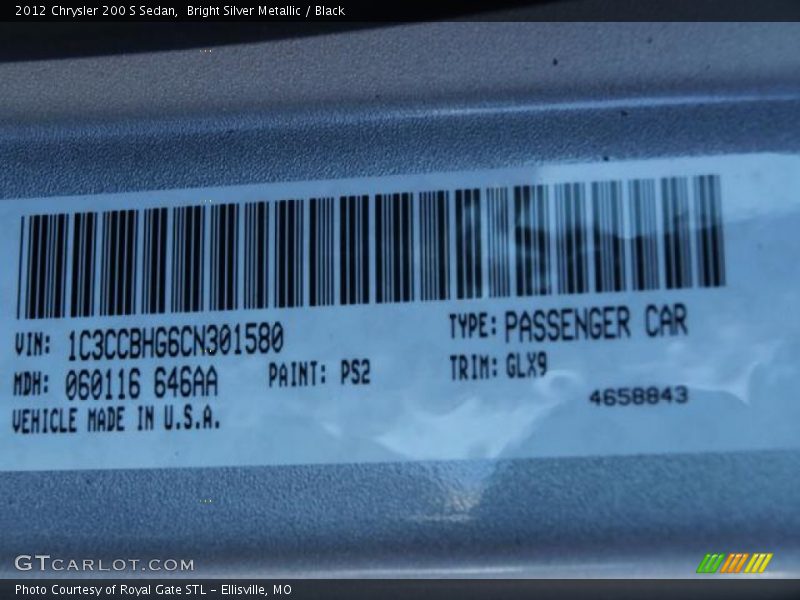 2012 Chrysler 200 S Sedan,  Bright Silver Metallic / Black
VIN: 1C3CCBHG6CN301580
TYPE: PASSENGER CAR
MDH: 060116 646AA
PAINT: PS2
TRIM: GLX9
VEHICLE MADE IN U.S.A.
4658843
GTCARLOT.COM
Photo Courtesy of Royal Gate STL - Ellisville, MO